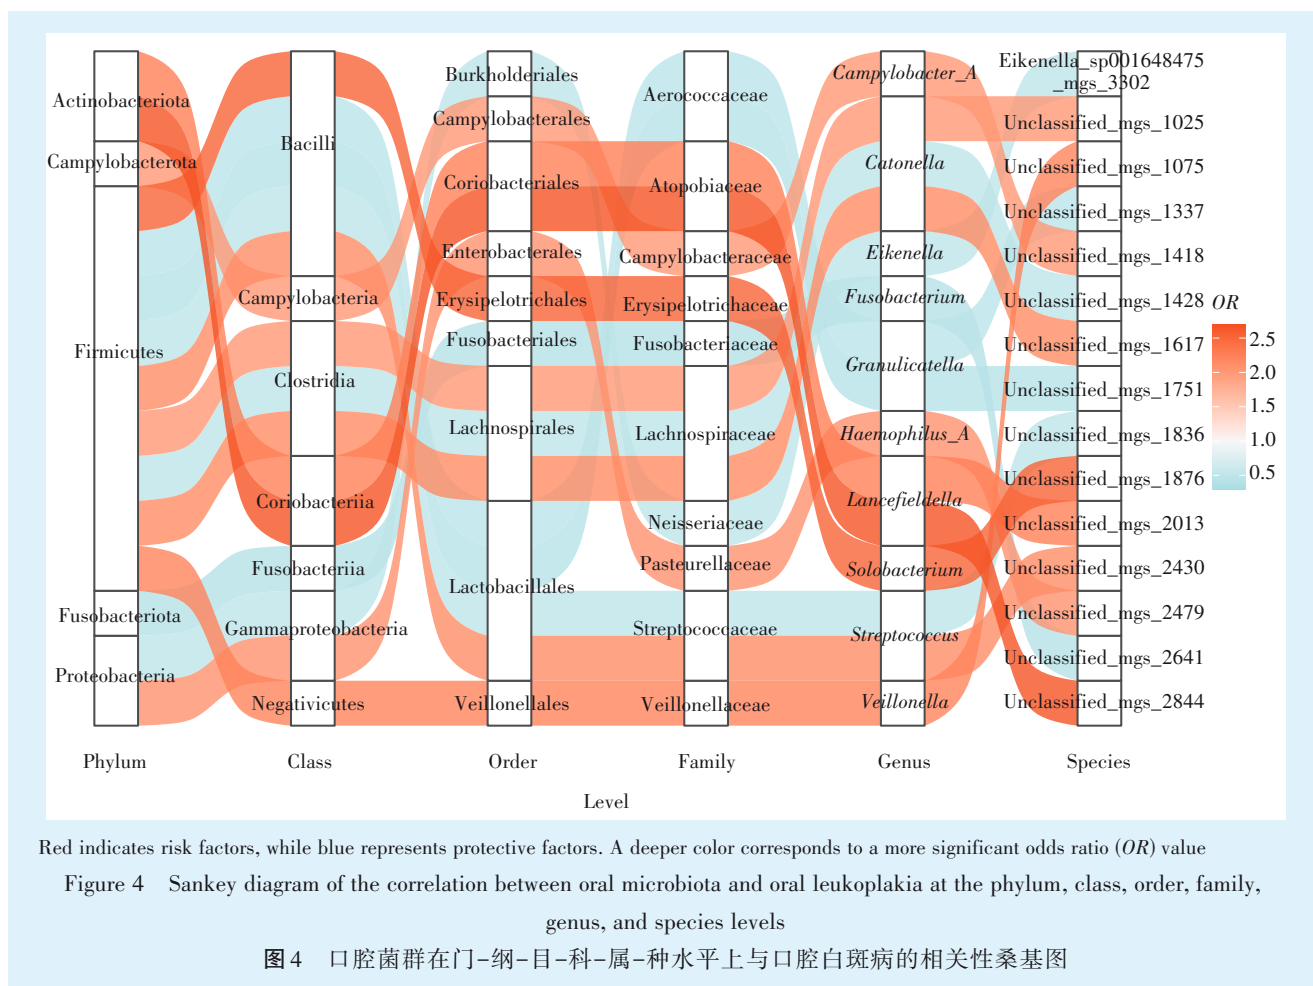 Actinobacteriota
Campylobacterota
Firmicutes
Fusobacteriota
Proteobacteria
Bacilli
Campylobacteria
Clostridia
Coriobacteriia
Fusobacteriia
Gammaproteobacteria
Negativicutes
Burkholderiales
Campylobacterales
Coriobacteriales
Enterobacterales
Erysipelotrichales
Fusobacteriales
Lachnospirales
Lactobacillales
Veillonellales
Aerococcaceae
Atopobiaceae
Campylobacteraceae
Erysipelotrichaceae
Fusobacteriaceae
Lachnospiraceae
Neisseriaceae
Pasteurellaceae
Streptococcaceae
Veillonellaceae
Campylobacter_A
Catonella
Eikenella
Fusobacterium
Granulicatella
Haemophilus_A
Lancefieldella
Solobacterium
Streptococcus
Veillonella
Eikenella_sp001648475
_mgs_3302
Unclassified_mgs_1025
Unclassified_mgs_1075
Unclassified_mgs_1337
Unclassified_mgs_1418
Unclassified_mgs_1428
Unclassified_mgs_1617
Unclassified_mgs_1751
Unclassified_mgs_1836
Unclassified_mgs_1876
Unclassified_mgs_2013
Unclassified_mgs_2430
Unclassified_mgs_2479
Unclassified_mgs_2641
Unclassified_mgs_2844
OR
2.5
2.0
1.5
1.0
0.5
Phylum Class Order Family Genus Species
Level
Red indicates risk factors, while blue represents protective factors. A deeper color corresponds to a more significant odds ratio (OR) value
Figure 4 Sankey diagram of the correlation between oral microbiota and oral leukoplakia at the phylum, class, order, family,
genus, and species levels
图4 口腔菌群在门-纲-目-科-属-种水平上与口腔白斑病的相关性桑基图